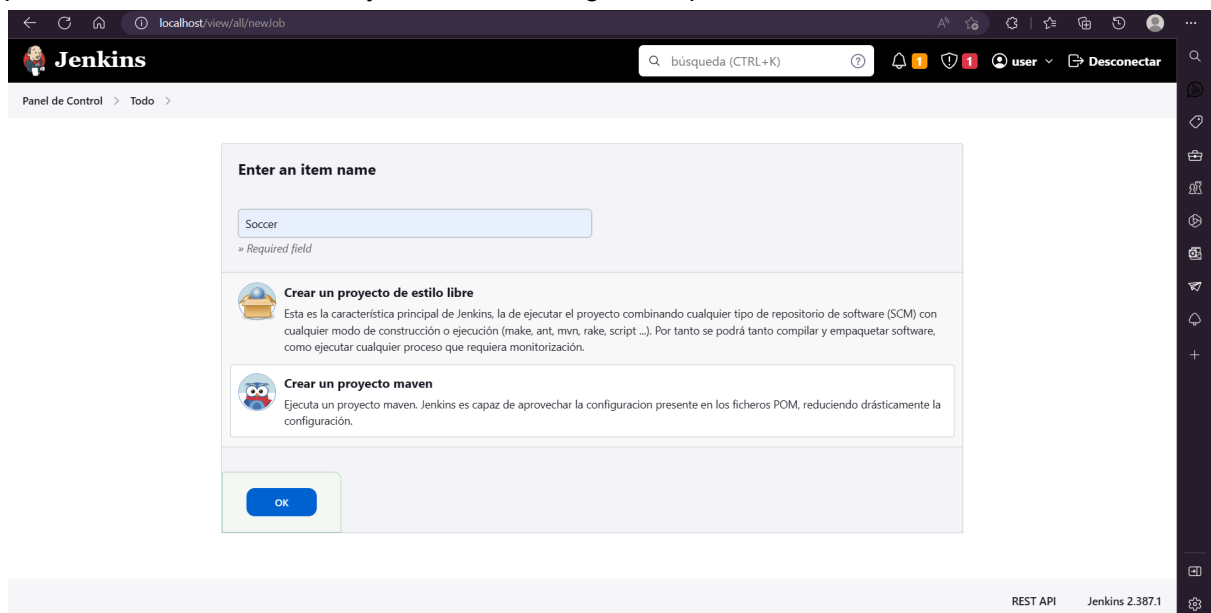 localhost/view/all/newJob
Jenkins
búsqueda (CTRL+K)
1
1
user
Desconectar
Panel de Control > Todo >
Enter an item name
Soccer
» Required field
Crear un proyecto de estilo libre
Esta es la característica principal de Jenkins, la de ejecutar el proyecto combinando cualquier tipo de repositorio de software (SCM) con
cualquier modo de construcción o ejecución (make, ant, mvn, rake, script ...). Por tanto se podrá tanto compilar y empaquetar software,
como ejecutar cualquier proceso que requiera monitorización.
Crear un proyecto maven
Ejecuta un proyecto maven. Jenkins es capaz de aprovechar la configuracion presente en los ficheros POM, reduciendo drásticamente la
configuración.
OK
REST API
Jenkins 2.387.1